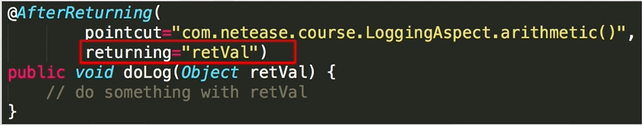 @AfterReturning(
pointcut="com.netease.course.LoggingAspect.arithmetic()",
returning="retVal")
public void doLog(Object retVal) {
// do something with retVal
}